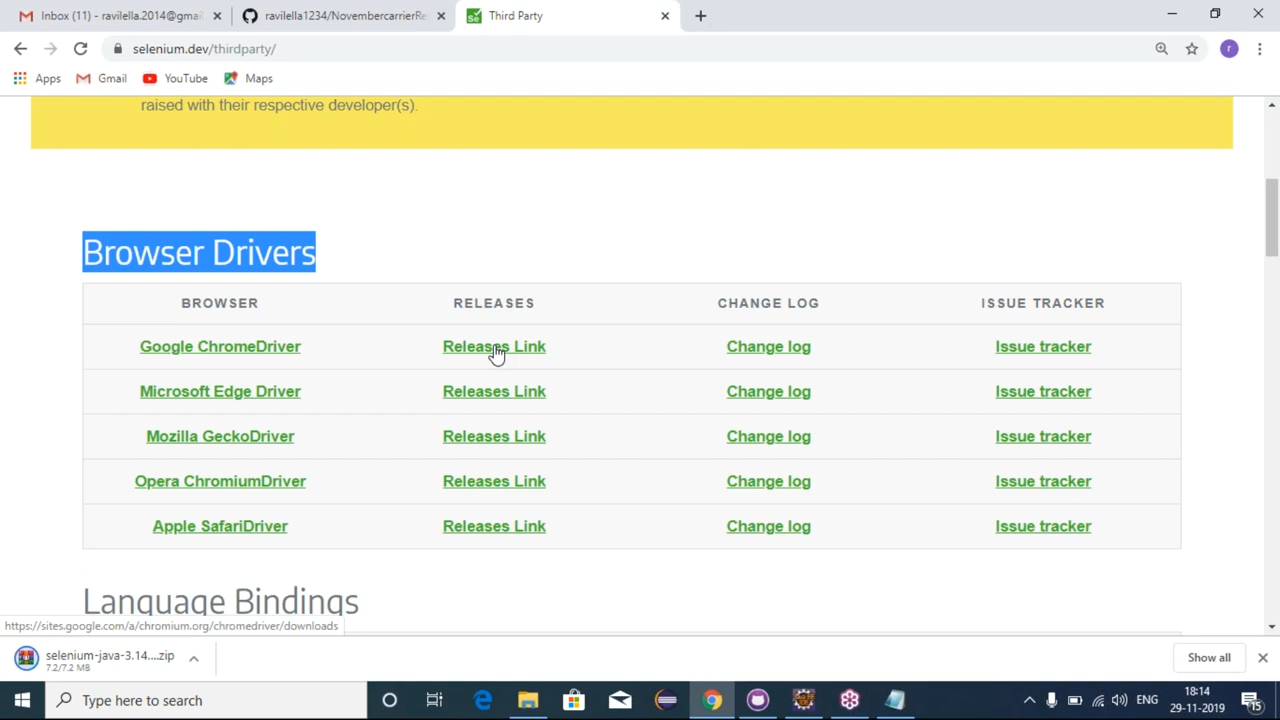 Inbox (11) - ravilella.2014@gmai
ravilella1234/NovembercarrierRe
Third Party
selenium.dev/thirdparty/
r
Apps
Gmail
YouTube
Maps
raised with their respective developer(s).
Browser Drivers
BROWSER RELEASES CHANGE LOG ISSUE TRACKER
Google ChromeDriver Releases Link Change log Issue tracker
Microsoft Edge Driver Releases Link Change log Issue tracker
Mozilla GeckoDriver Releases Link Change log Issue tracker
Opera ChromiumDriver Releases Link Change log Issue tracker
Apple SafariDriver Releases Link Change log Issue tracker
Language Bindings
https://sites.google.com/a/chromium.org/chromedriver/downloads
selenium-java-3.14....zip
7.2/7.2 MB
Show all
Type here to search
ENG
18:14
29-11-2019
15